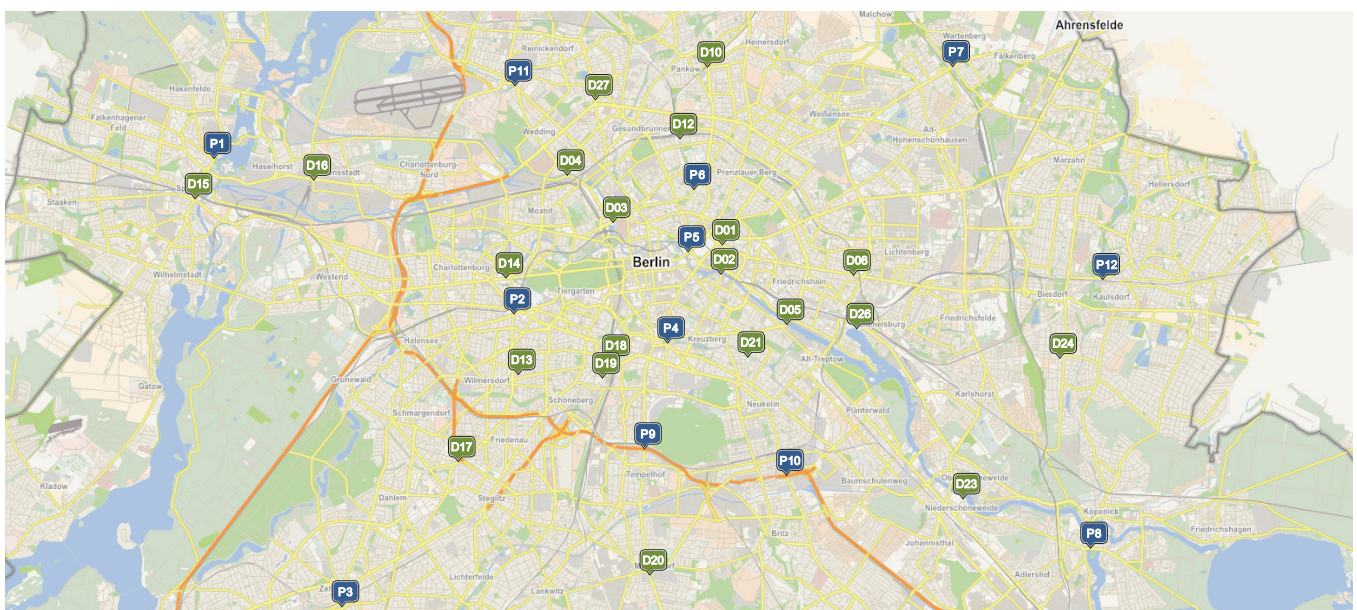 Malchow
Ahrensfelde
Reinickendorf
Heinersdorf
Wartenberg
P7
Falkenberg
D10
Pankow
P11
D27
Hakenfelde
Falkenhagener
Feld
Weißensee
D12
Gesundbrunnen
Wedding
Alt-
Hohenschönhausen
P1
D04
Marzahn
Haselhorst
D16
Charlottenburg-
Nord
P6
Prenzlauer Berg
D15
Hellersdorf
Staaken
D03
Moabit
D01
P5
Lichtenberg
Berlin
D02
D06
P12
D14
Charlottenburg
Wilhelmstadt
Westend
Tiergarten
Friedrichshain
Biesdorf
Kaulsdorf
P2
D05
D26
Friedrichsfelde
P4
Kreuzberg
Halensee
D18
D21
D24
Alt-Treptow
D13
D19
Grunewald
Wilmersdorf
Gatow
Karlshorst
Schöneberg
Neukölln
Plänterwald
Schmargendorf
P9
Friedenau
D17
P10
Tempelhof
Baumschulenweg
Kladow
D23
Dahlem
Steglitz
Niederschöneweide
Köpenick
P8
Friedrichshagen
Britz
Johannisthal
D20
Adlershof
Lichterfelde
P3
Lankwitz